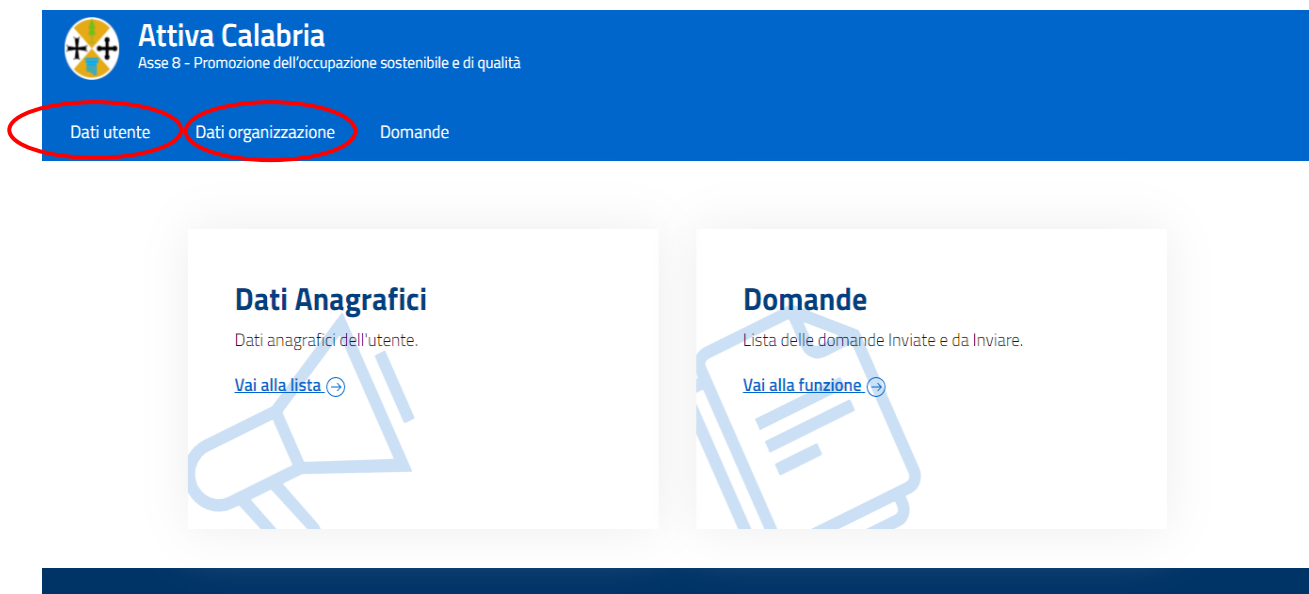 Attiva Calabria
Asse 8 - Promozione dell'occupazione sostenibile e di qualità
Dati utente Dati organizzazione Domande
Dati Anagrafici
Dati anagrafici dell'utente.
Vai alla lista
Domande
Lista delle domande Inviate e da Inviare.
Vai alla funzione